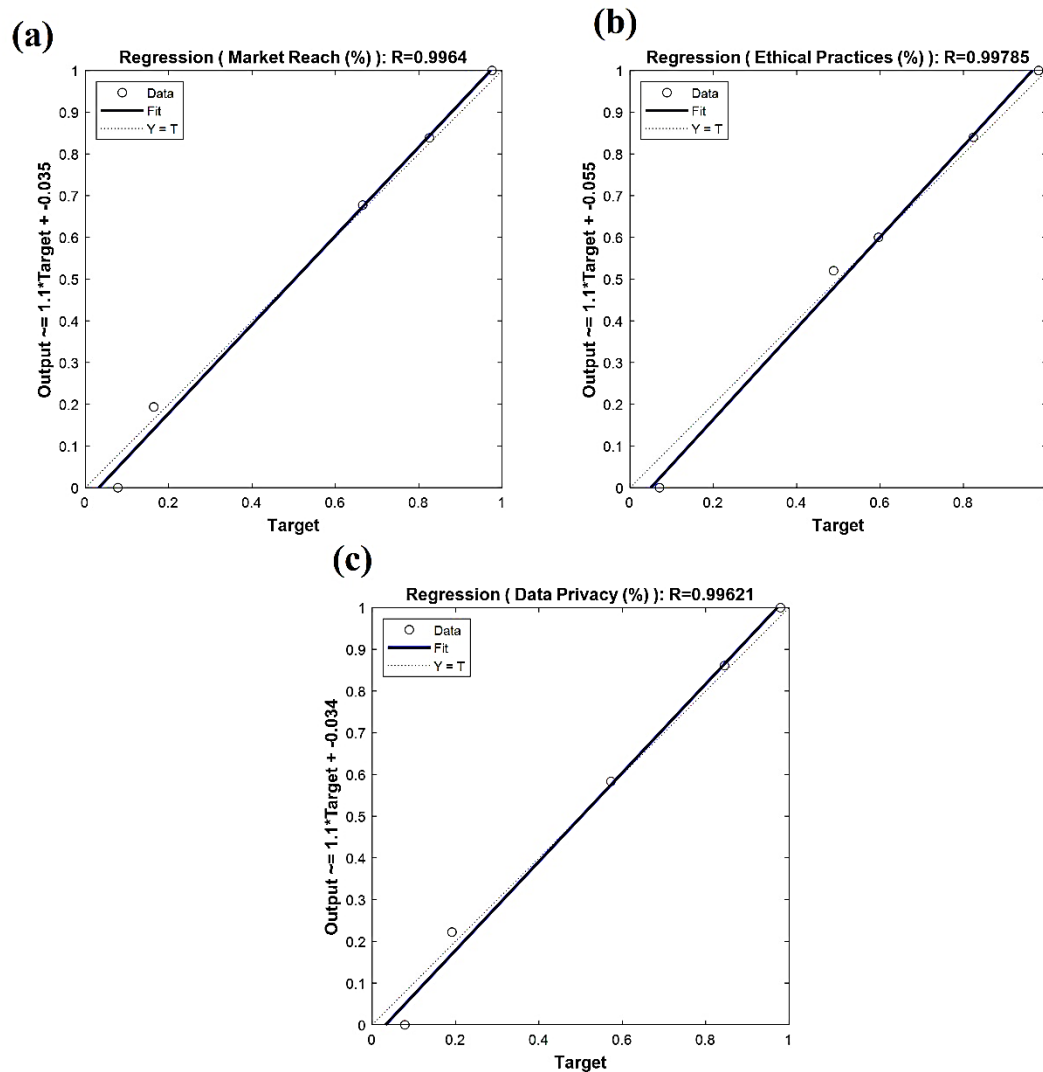 (a)
Regression ( Market Reach (%) ): R=0.9964
Data
Fit
Y = T
Output ~= 1.1*Target + -0.035
1
0.9
0.8
0.7
0.6
0.5
0.4
0.3
0.2
0.1
0
0 0.2 0.4 0.6 0.8 1
Target
(b)
Regression ( Ethical Practices (%) ): R=0.99785
Data
Fit
Y = T
Output ~= 1.1*Target + -0.055
1
0.9
0.8
0.7
0.6
0.5
0.4
0.3
0.2
0.1
0
0 0.2 0.4 0.6 0.8
Target
(c)
Regression ( Data Privacy (%) ): R=0.99621
Data
Fit
Y = T
Output ~= 1.1*Target + -0.034
1
0.9
0.8
0.7
0.6
0.5
0.4
0.3
0.2
0.1
0
0 0.2 0.4 0.6 0.8 1
Target